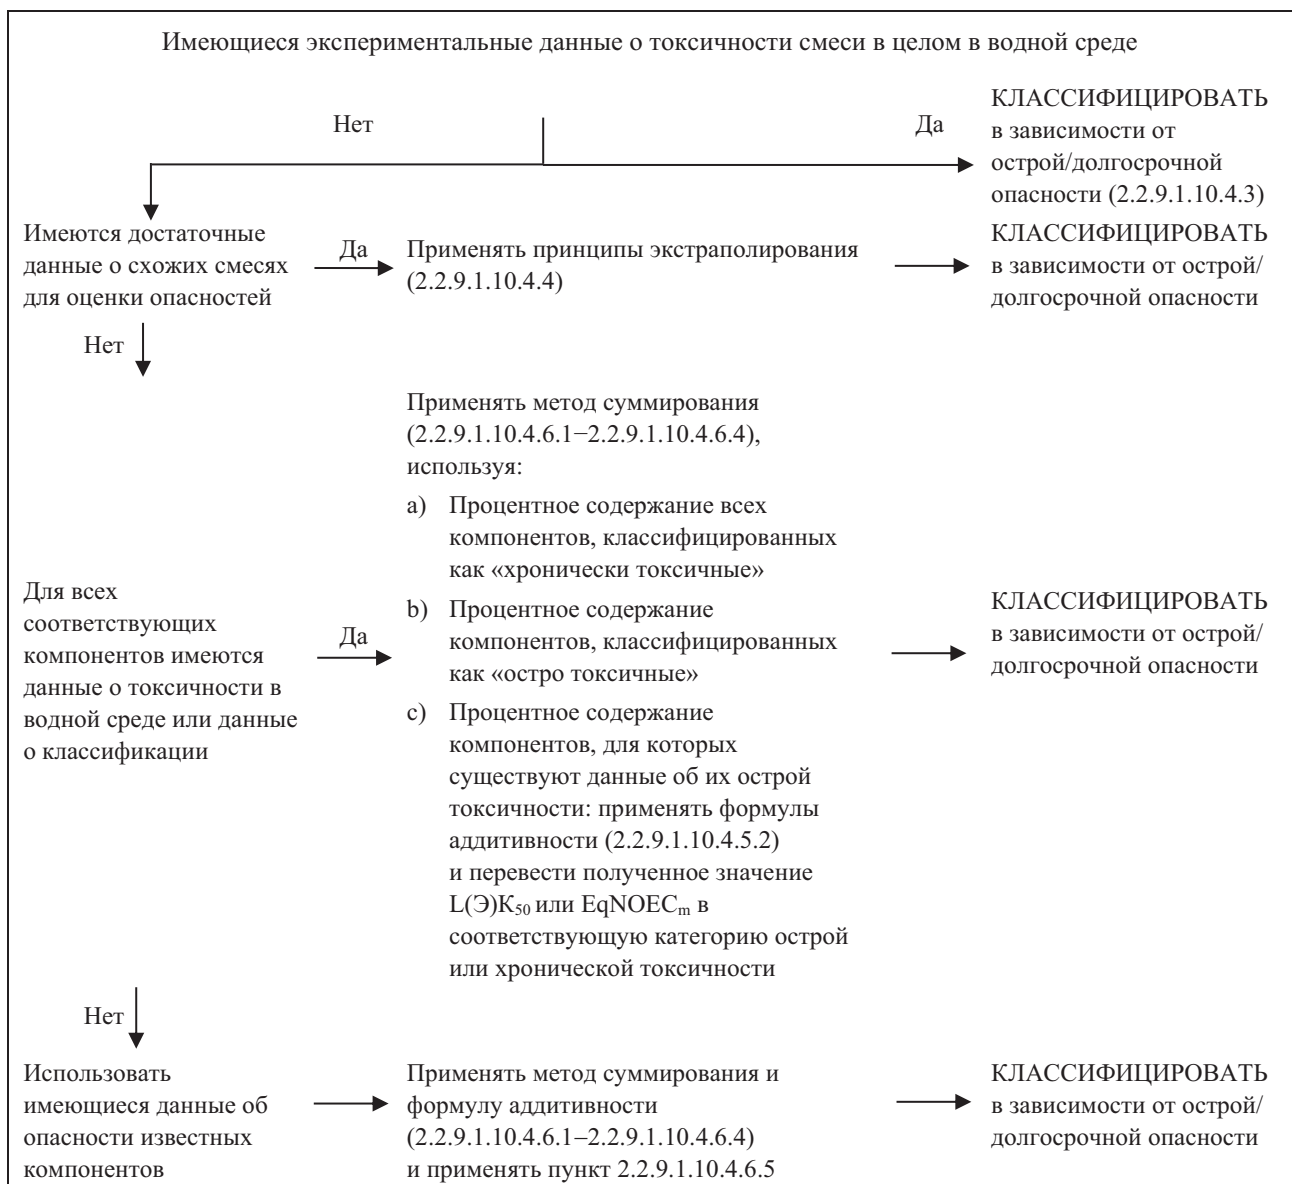 Имеющиеся экспериментальные данные о токсичности смеси в целом в водной среде
Нет
Да
КЛАССИФИЦИРОВАТЬ
в зависимости от
острой/долгосрочной
опасности (2.2.9.1.10.4.3)
Имеются достаточные
данные о схожих смесях
для оценки опасностей
Да
Применять принципы экстраполирования
(2.2.9.1.10.4.4)
КЛАССИФИЦИРОВАТЬ
в зависимости от острой/
долгосрочной опасности
Нет
Для всех
соответствующих
компонентов имеются
данные о токсичности в
водной среде или данные
о классификации
Да
Применять метод суммирования
(2.2.9.1.10.4.6.1−2.2.9.1.10.4.6.4),
используя:
a) Процентное содержание всех
компонентов, классифицированных
как «хронически токсичные»
b) Процентное содержание
компонентов, классифицированных
как «остро токсичные»
c) Процентное содержание
компонентов, для которых
существуют данные об их острой
токсичности: применять формулы
аддитивности (2.2.9.1.10.4.5.2)
и перевести полученное значение
L(Э)К₅₀ или EqNOECₘ в
соответствующую категорию острой
или хронической токсичности
КЛАССИФИЦИРОВАТЬ
в зависимости от острой/
долгосрочной опасности
Нет
Использовать
имеющиеся данные об
опасности известных
компонентов
Применять метод суммирования и
формулу аддитивности
(2.2.9.1.10.4.6.1–2.2.9.1.10.4.6.4)
и применять пункт 2.2.9.1.10.4.6.5
КЛАССИФИЦИРОВАТЬ
в зависимости от острой/
долгосрочной опасности